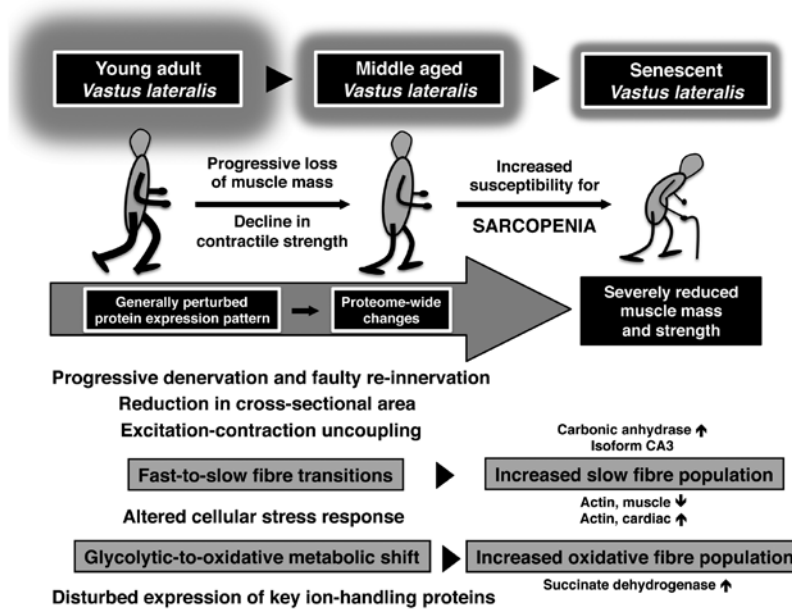 Young adult
Vastus lateralis
Middle aged
Vastus lateralis
Senescent
Vastus lateralis
Progressive loss
of muscle mass
Decline in
contractile strength
Increased
susceptibility for
SARCOPENIA
Generally perturbed
protein expression pattern
Proteome-wide
changes
Severely reduced
muscle mass
and strength
Progressive denervation and faulty re-innervation
Reduction in cross-sectional area
Excitation-contraction uncoupling
Carbonic anhydrase ↑
Isoform CA3
Fast-to-slow fibre transitions
Increased slow fibre population
Actin, muscle ↓
Actin, cardiac ↑
Altered cellular stress response
Glycolytic-to-oxidative metabolic shift
Increased oxidative fibre population
Succinate dehydrogenase ↑
Disturbed expression of key ion-handling proteins